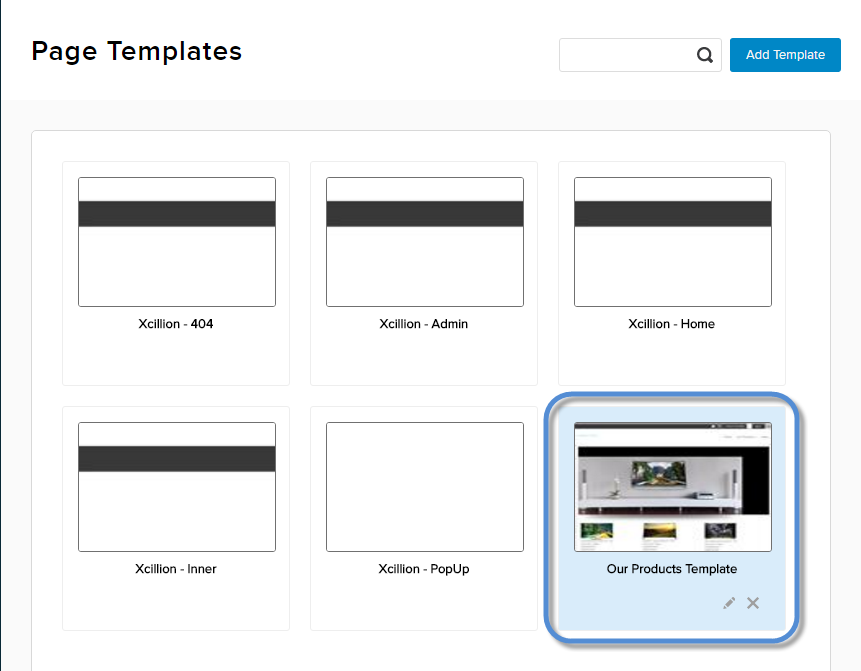 Page Templates
Add Template
Xcillion - 404
Xcillion - Admin
Xcillion - Home
Xcillion - Inner
Xcillion - PopUp
Our Products Template